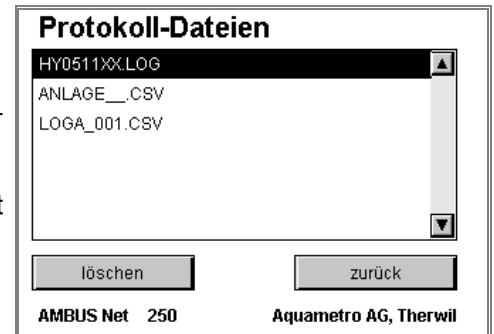 Protokoll-Dateien
HY0511XX.LOG
ANLAGE__.CSV
LOGA_001.CSV
löschen zurück
AMBUS Net 250 Aquametro AG, Therwil